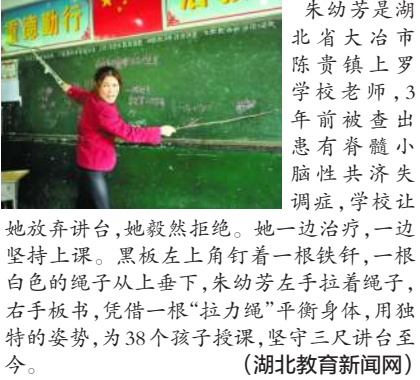 重德勤行
朱幼芳是湖
北省大冶市
陈贵镇上罗
学校老师,3
年前被查出
患有脊髓小
脑性共济失
调症,学校让
她放弃讲台,她毅然拒绝。她一边治疗,一边
坚持上课。黑板左上角钉着一根铁钎,一根
白色的绳子从上垂下,朱幼芳左手拉着绳子,
右手板书,凭借一根“拉力绳”平衡身体,用独
特的姿势,为38个孩子授课,坚守三尺讲台至
今。
(湖北教育新闻网)